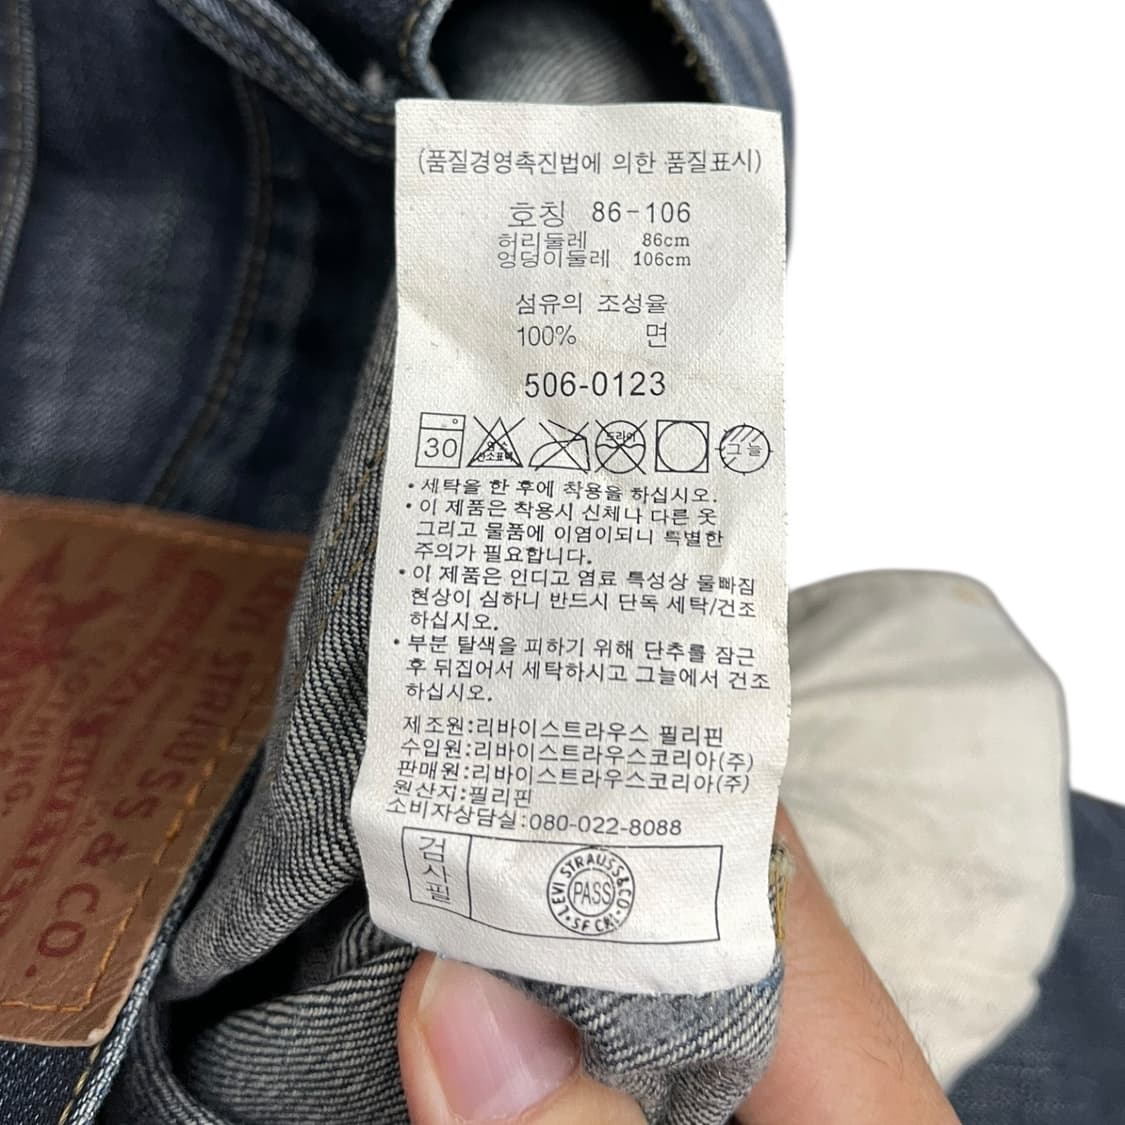 (품질경영촉진법에 의한 품질표시)
호칭 86-106
허리둘레 86cm
엉덩이둘레 106cm
섬유의 조성율
100% 면
506-0123
30
염소
산소표백
드라이
그늘
• 세탁을 한 후에 착용을 하십시오.
• 이 제품은 착용시 신체나 다른 옷
그리고 물품에 이염이되니 특별한
주의가 필요합니다.
• 이 제품은 인디고 염료 특성상 물빠짐
현상이 심하니 반드시 단독 세탁/건조
하십시오.
• 부분 탈색을 피하기 위해 단추를 잠근
후 뒤집어서 세탁하시고 그늘에서 건조
하십시오.
제조원:리바이스트라우스 필리핀
수입원:리바이스트라우스코리아(주)
판매원:리바이스트라우스코리아(주)
원산지:필리핀
소비자상담실:080-022-8088
검사필
LEVI STRAUSS&CO
PASS
SF CAL
STRAUSS & CO.